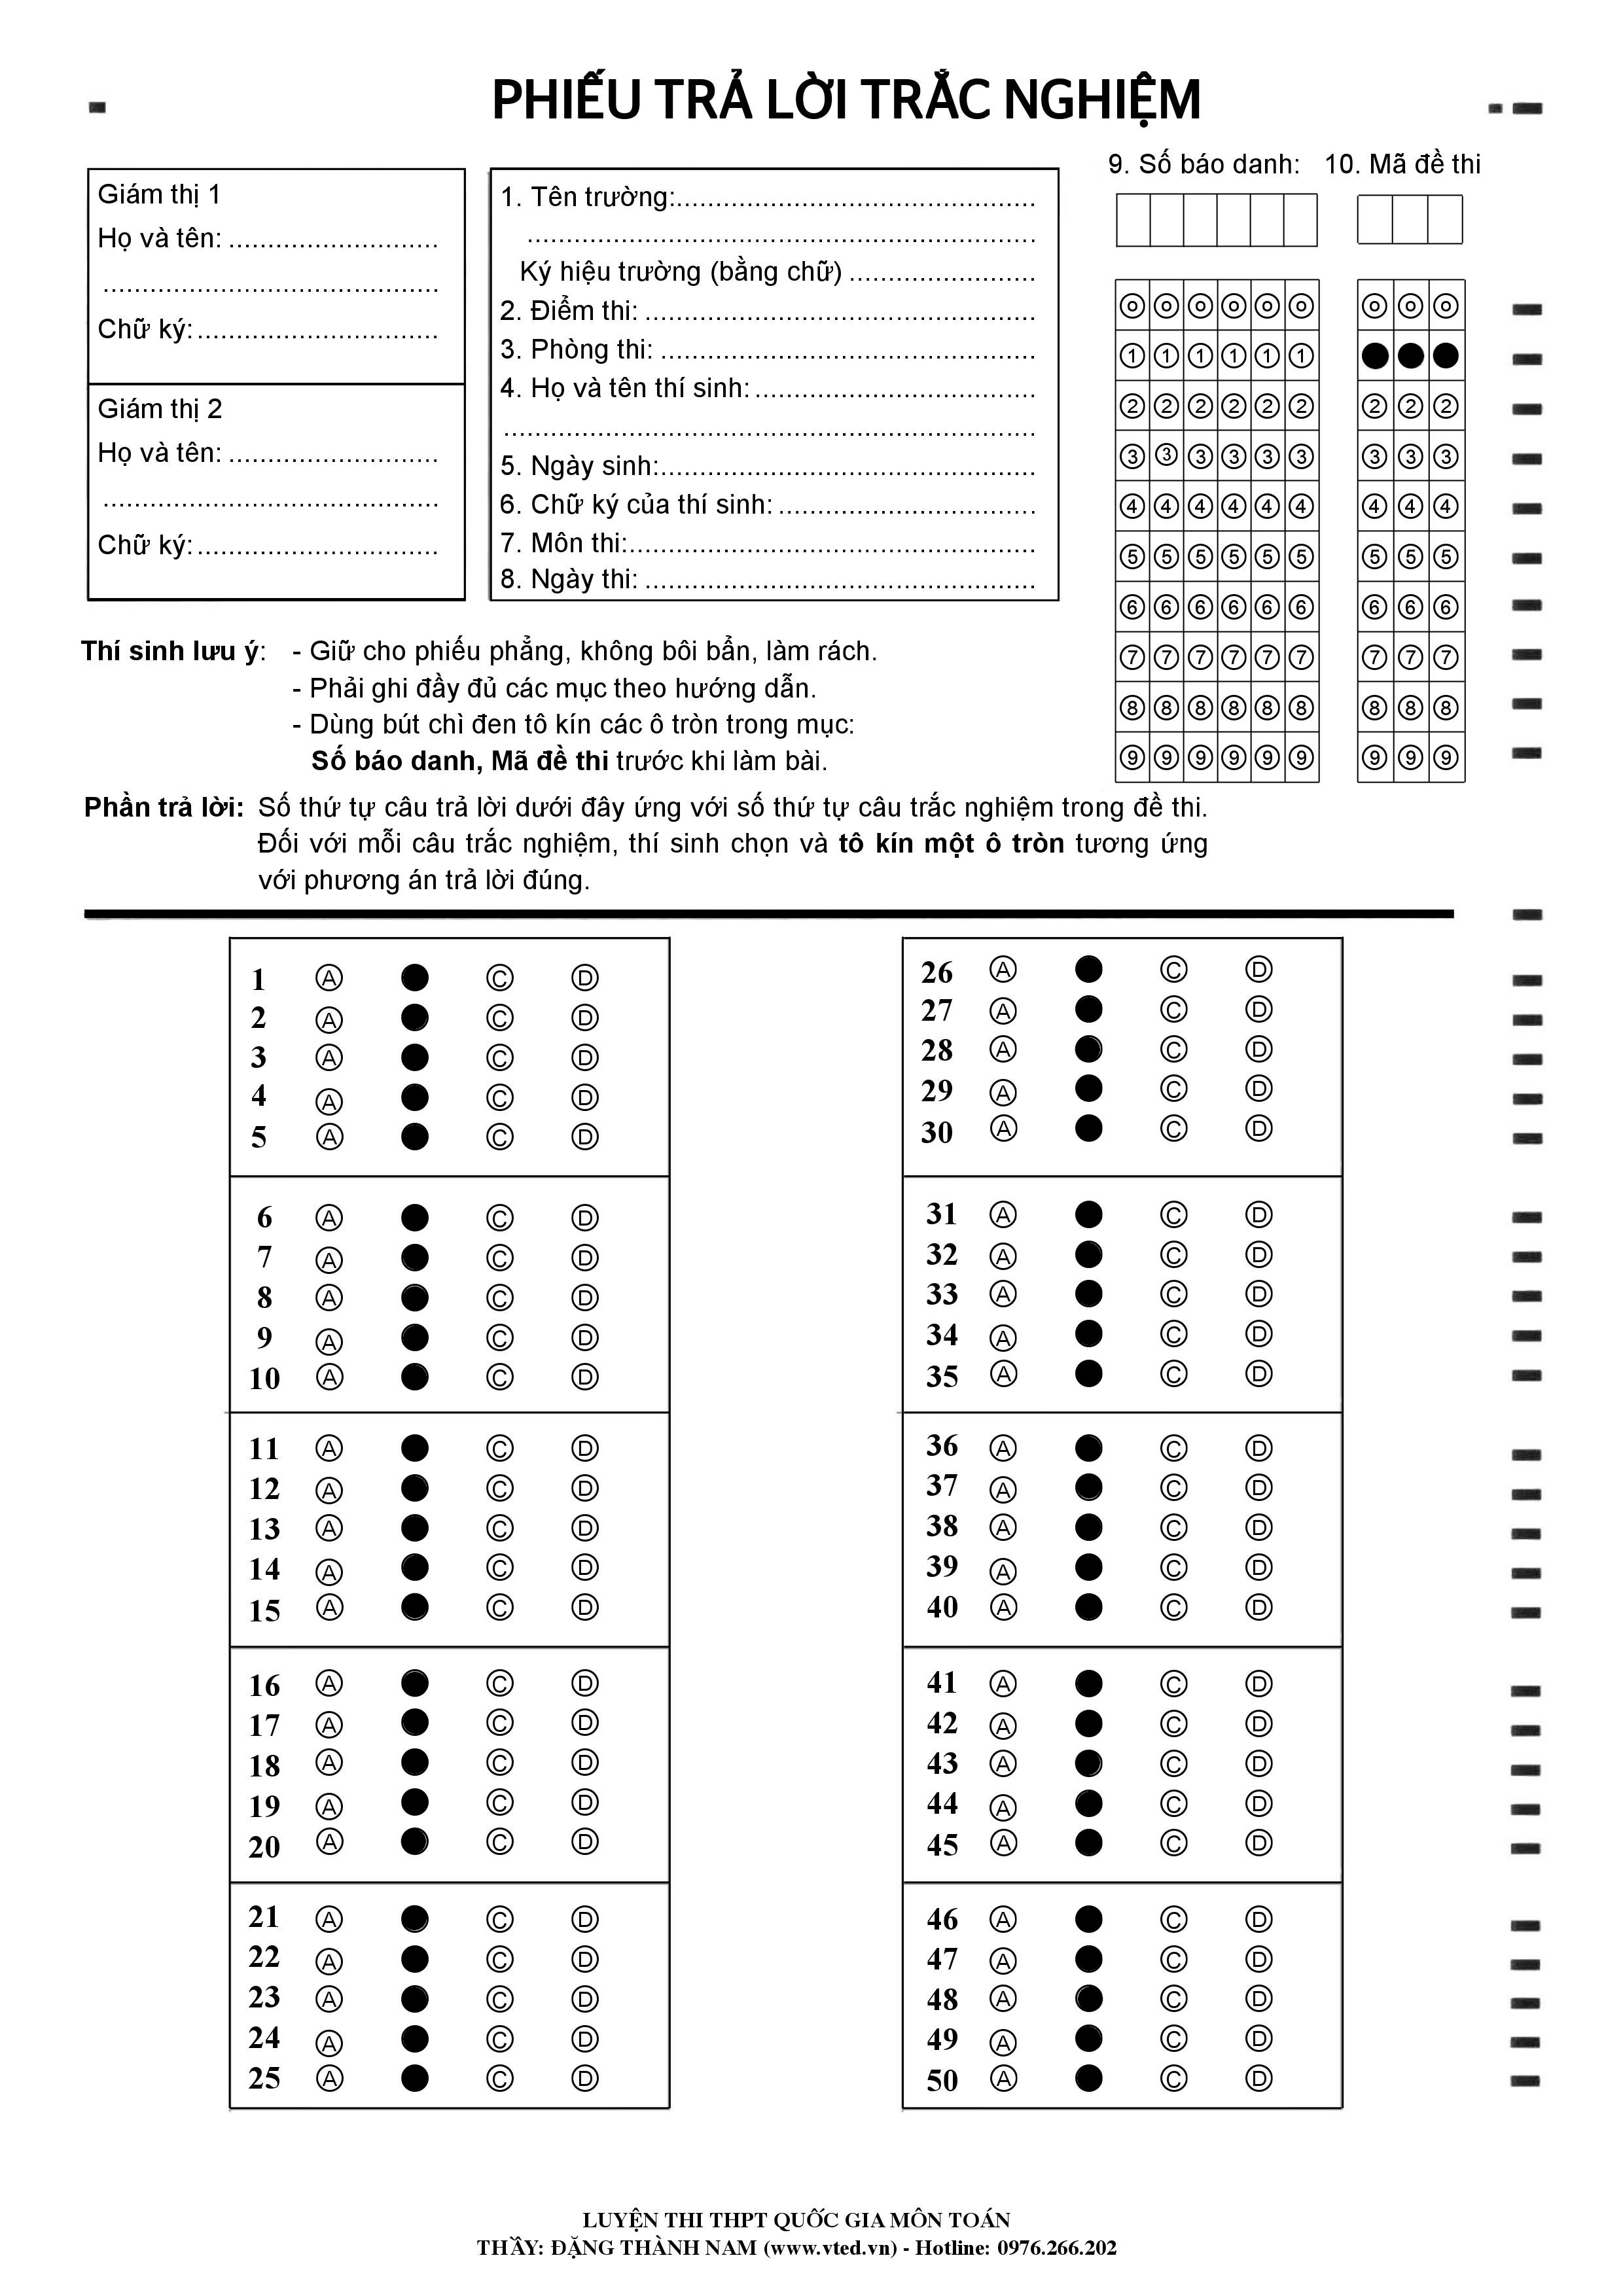 PHIẾU TRẢ LỜI TRẮC NGHIỆM
9. Số báo danh: 10. Mã đề thi
Giám thị 1
Họ và tên: ...........................
...........................................
Chữ ký: ...............................
Giám thị 2
Họ và tên: ...........................
...........................................
Chữ ký: ...............................
1. Tên trường:..............................................
.................................................................
Ký hiệu trường (bằng chữ) ........................
2. Điểm thi: ..................................................
3. Phòng thi: ................................................
4. Họ và tên thí sinh: ....................................
....................................................................
5. Ngày sinh:................................................
6. Chữ ký của thí sinh: .................................
7. Môn thi:....................................................
8. Ngày thi: ..................................................
0 0 0 0 0 0 0 0 0
1 1 1 1 1 1
2 2 2 2 2 2 2 2 2
3 3 3 3 3 3 3 3 3
4 4 4 4 4 4 4 4 4
5 5 5 5 5 5 5 5 5
6 6 6 6 6 6 6 6 6
7 7 7 7 7 7 7 7 7
8 8 8 8 8 8 8 8 8
9 9 9 9 9 9 9 9 9
Thí sinh lưu ý: - Giữ cho phiếu phẳng, không bôi bẩn, làm rách.
- Phải ghi đầy đủ các mục theo hướng dẫn.
- Dùng bút chì đen tô kín các ô tròn trong mục:
Số báo danh, Mã đề thi trước khi làm bài.
Phần trả lời: Số thứ tự câu trả lời dưới đây ứng với số thứ tự câu trắc nghiệm trong đề thi.
Đối với mỗi câu trắc nghiệm, thí sinh chọn và tô kín một ô tròn tương ứng
với phương án trả lời đúng.
1 A C D
2 A C D
3 A C D
4 A C D
5 A C D
6 A C D
7 A C D
8 A C D
9 A C D
10 A C D
11 A C D
12 A C D
13 A C D
14 A C D
15 A C D
16 A C D
17 A C D
18 A C D
19 A C D
20 A C D
21 A C D
22 A C D
23 A C D
24 A C D
25 A C D
26 A C D
27 A C D
28 A C D
29 A C D
30 A C D
31 A C D
32 A C D
33 A C D
34 A C D
35 A C D
36 A C D
37 A C D
38 A C D
39 A C D
40 A C D
41 A C D
42 A C D
43 A C D
44 A C D
45 A C D
46 A C D
47 A C D
48 A C D
49 A C D
50 A C D
LUYỆN THI THPT QUỐC GIA MÔN TOÁN
THẦY: ĐẶNG THÀNH NAM (www.vted.vn) - Hotline: 0976.266.202